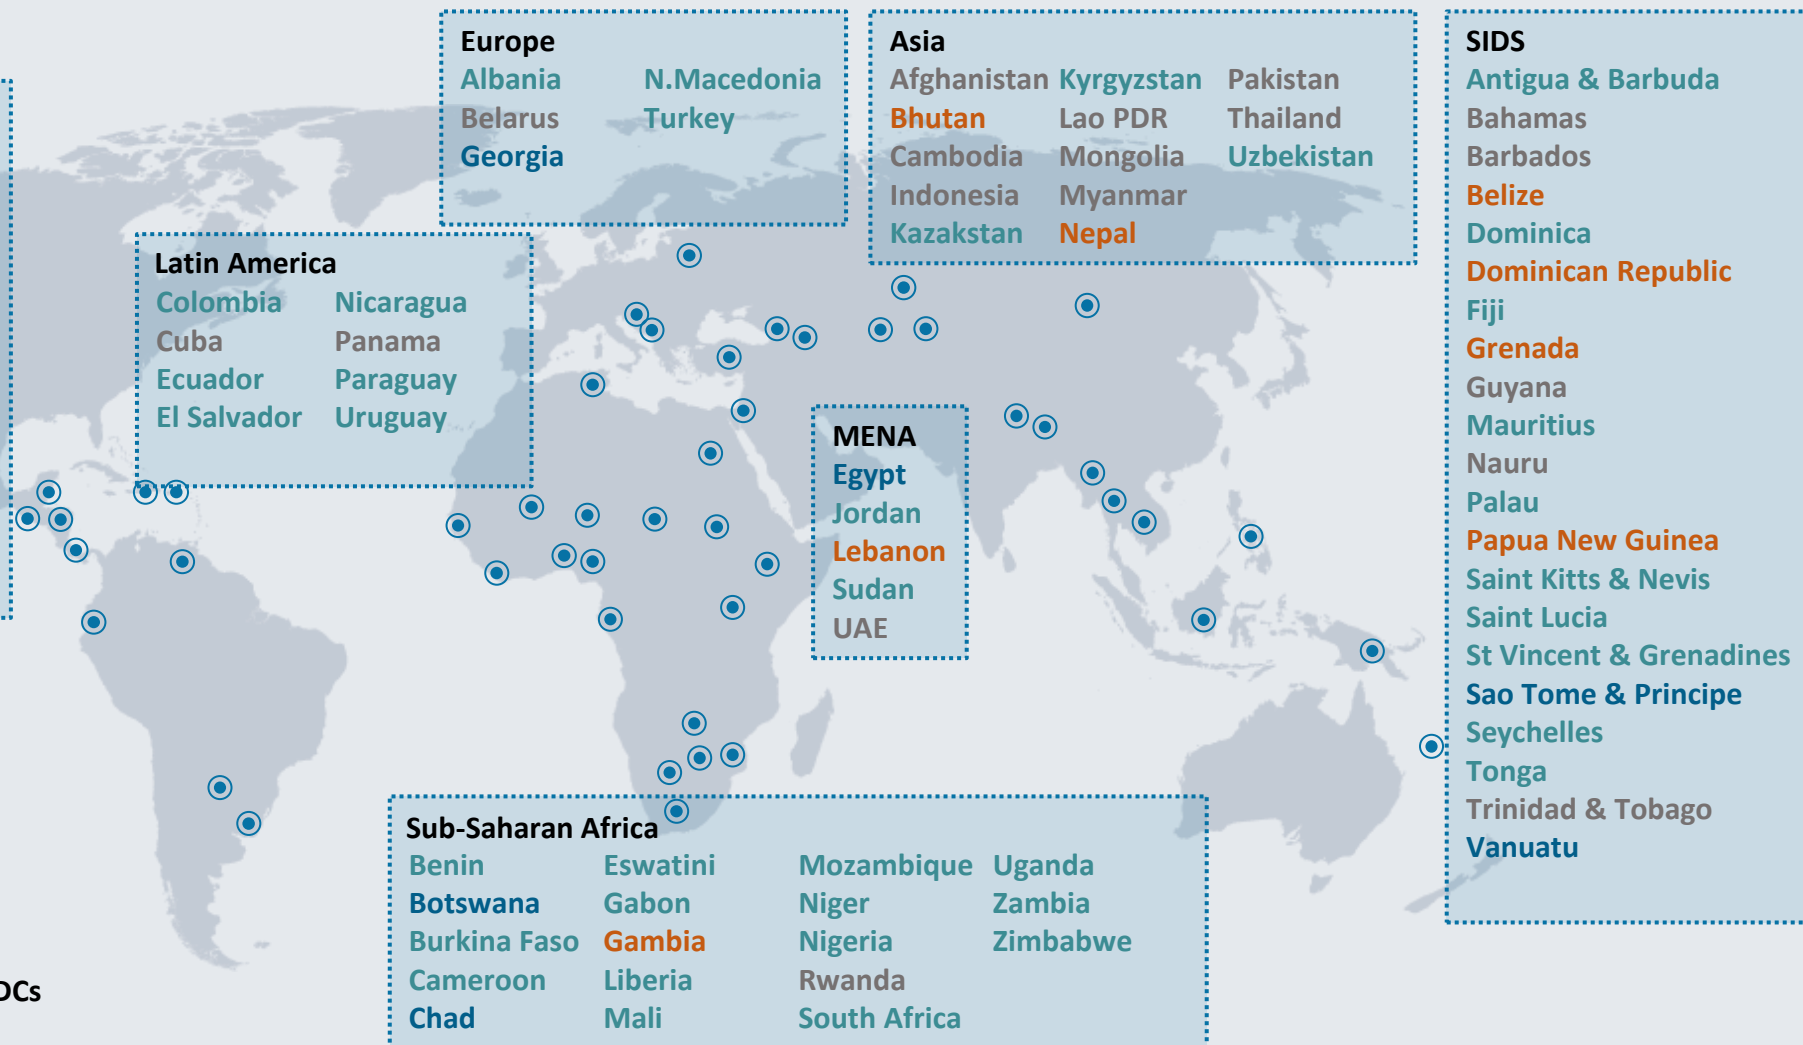 Europe
Albania N.Macedonia
Belarus Turkey
Georgia
Asia
Afghanistan Kyrgyzstan Pakistan
Bhutan Lao PDR Thailand
Cambodia Mongolia Uzbekistan
Indonesia Myanmar
Kazakstan Nepal
SIDS
Antigua & Barbuda
Bahamas
Barbados
Belize
Dominica
Dominican Republic
Fiji
Grenada
Guyana
Mauritius
Nauru
Palau
Papua New Guinea
Saint Kitts & Nevis
Saint Lucia
St Vincent & Grenadines
Sao Tome & Principe
Seychelles
Tonga
Trinidad & Tobago
Vanuatu
Latin America
Colombia Nicaragua
Cuba Panama
Ecuador Paraguay
El Salvador Uruguay
MENA
Egypt
Jordan
Lebanon
Sudan
UAE
Sub-Saharan Africa
Benin Eswatini Mozambique Uganda
Botswana Gabon Niger Zambia
Burkina Faso Gambia Nigeria Zimbabwe
Cameroon Liberia Rwanda
Chad Mali South Africa